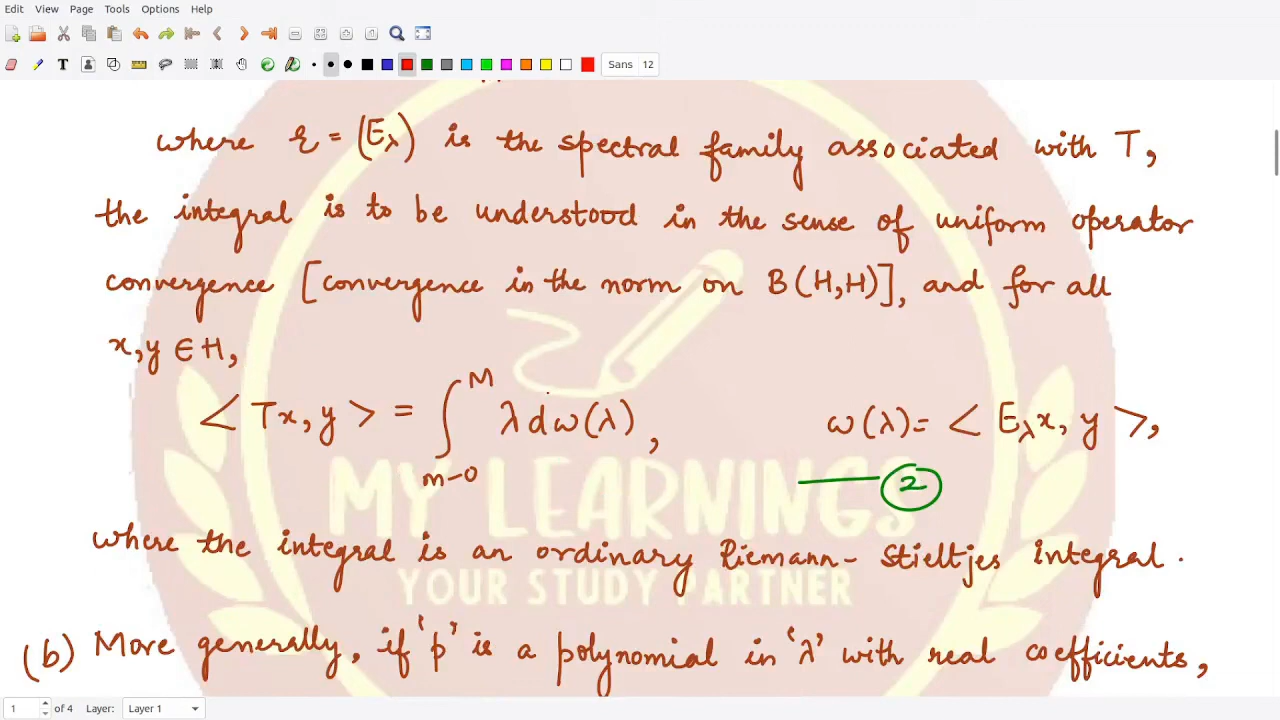 Edit View Page Tools Options Help
Sans 12
where ξ = (Eλ) is the spectral family associated with T,
the integral is to be understood in the sense of uniform operator
convergence [convergence in the norm on B(H,H)], and for all
x,y ∈ H,
< Tx, y > = ∫_{m-0}^{M} λ dω(λ), ω(λ) = < E_λ x, y >,
2
where the integral is an ordinary Riemann-Stieltjes integral.
MY LEARNINGS
YOUR STUDY PARTNER
(b) More generally, if 'p' is a polynomial in 'λ' with real coefficients,
1 of 4 Layer: Layer 1